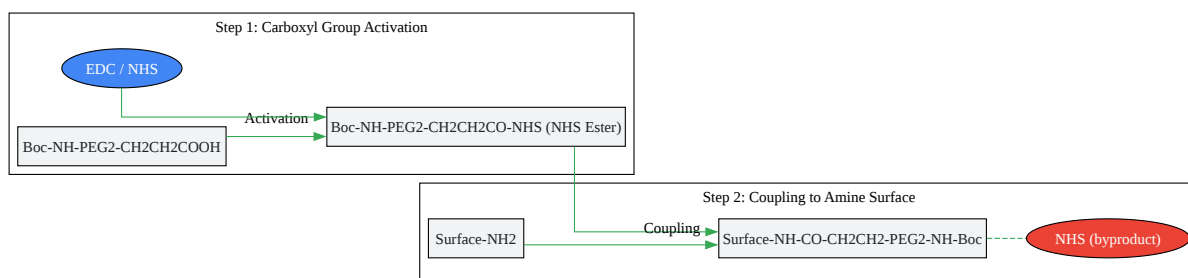 Step 1: Carboxyl Group Activation
EDC / NHS
Activation
Boc-NH-PEG2-CH2CH2COOH
Boc-NH-PEG2-CH2CH2CO-NHS (NHS Ester)
Step 2: Coupling to Amine Surface
Surface-NH2
Coupling
Surface-NH-CO-CH2CH2-PEG2-NH-Boc
NHS (byproduct)